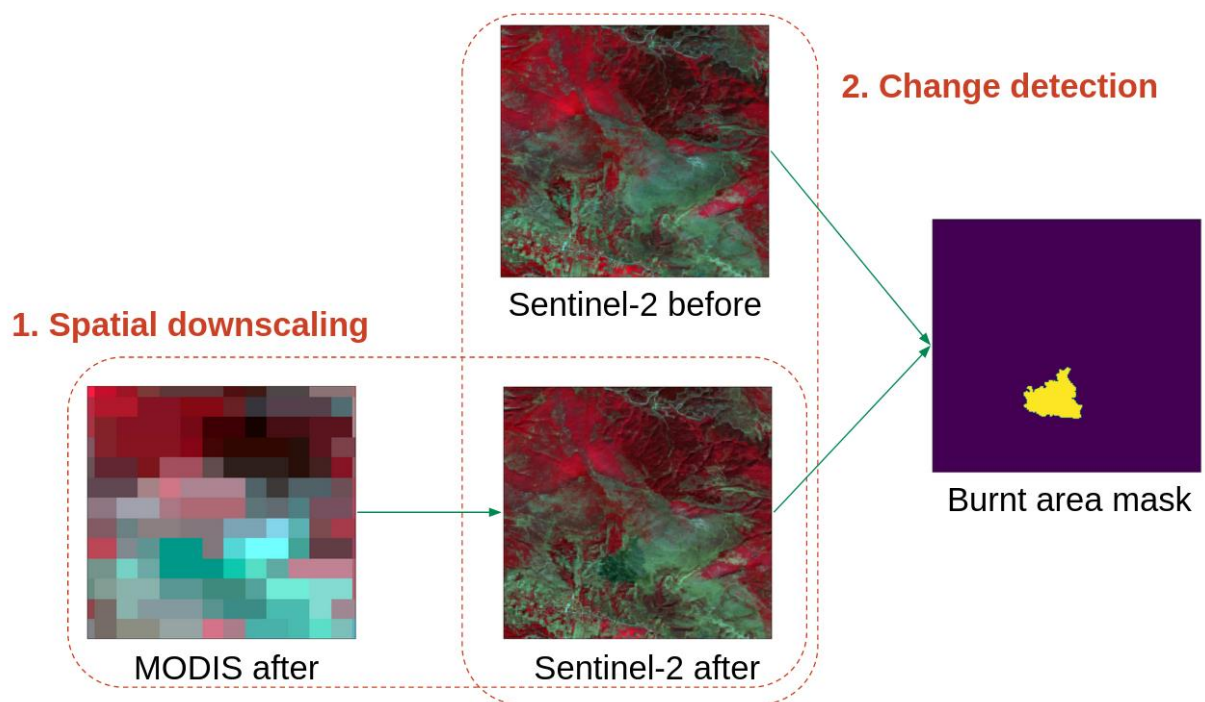 2. Change detection
Sentinel-2 before
1. Spatial downscaling
Burnt area mask
MODIS after
Sentinel-2 after